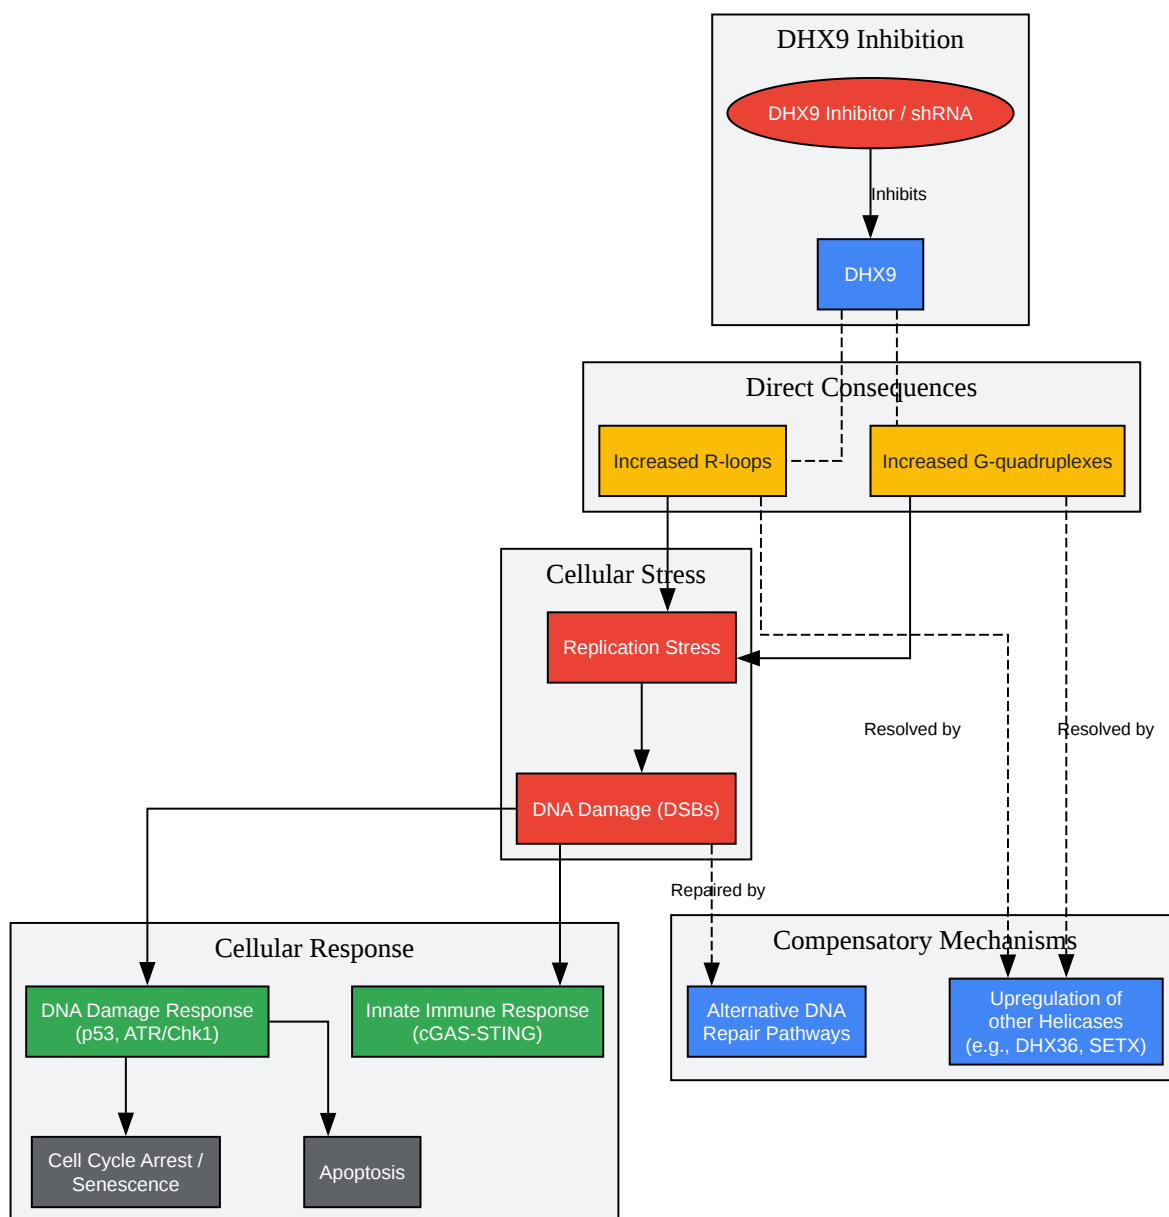 DHX9 Inhibition
DHX9 Inhibitor / shRNA
Inhibits
DHX9
Direct Consequences
Increased R-loops
Increased G-quadruplexes
Cellular Stress
Replication Stress
Resolved by
Resolved by
DNA Damage (DSBs)
Repaired by
Cellular Response
Compensatory Mechanisms
DNA Damage Response
(p53, ATR/Chk1)
Innate Immune Response
(cGAS-STING)
Alternative DNA
Repair Pathways
Upregulation of
other Helicases
(e.g., DHX36, SETX)
Cell Cycle Arrest /
Senescence
Apoptosis